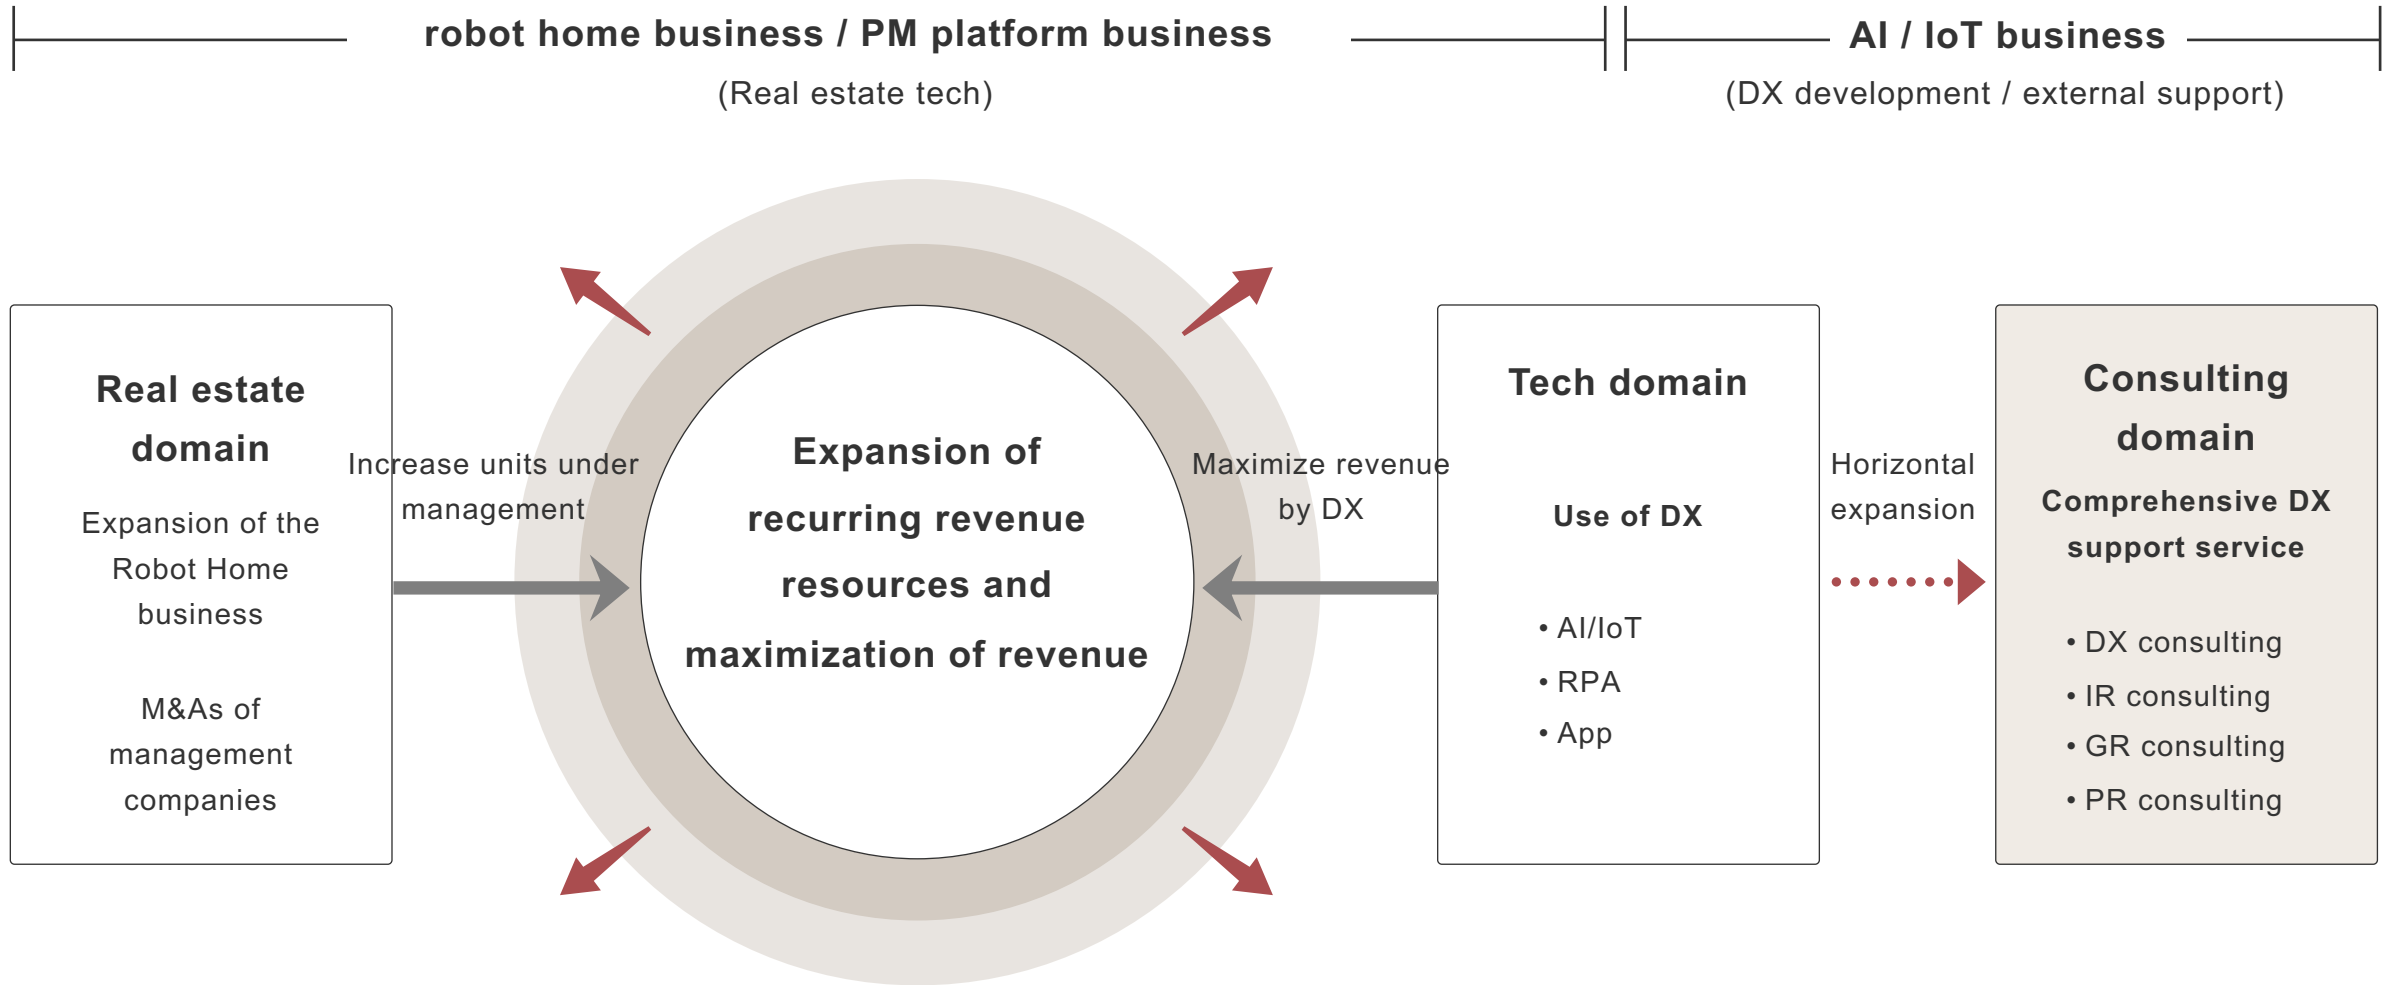 robot home business / PM platform business
(Real estate tech)
AI / IoT business
(DX development / external support)
Real estate
domain
Expansion of the
Robot Home
business
M&As of
management
companies
Increase units under
management
Expansion of
recurring revenue
resources and
maximization of revenue
Maximize revenue
by DX
Tech domain
Use of DX
• AI/IoT
• RPA
• App
Horizontal
expansion
Consulting
domain
Comprehensive DX
support service
• DX consulting
• IR consulting
• GR consulting
• PR consulting